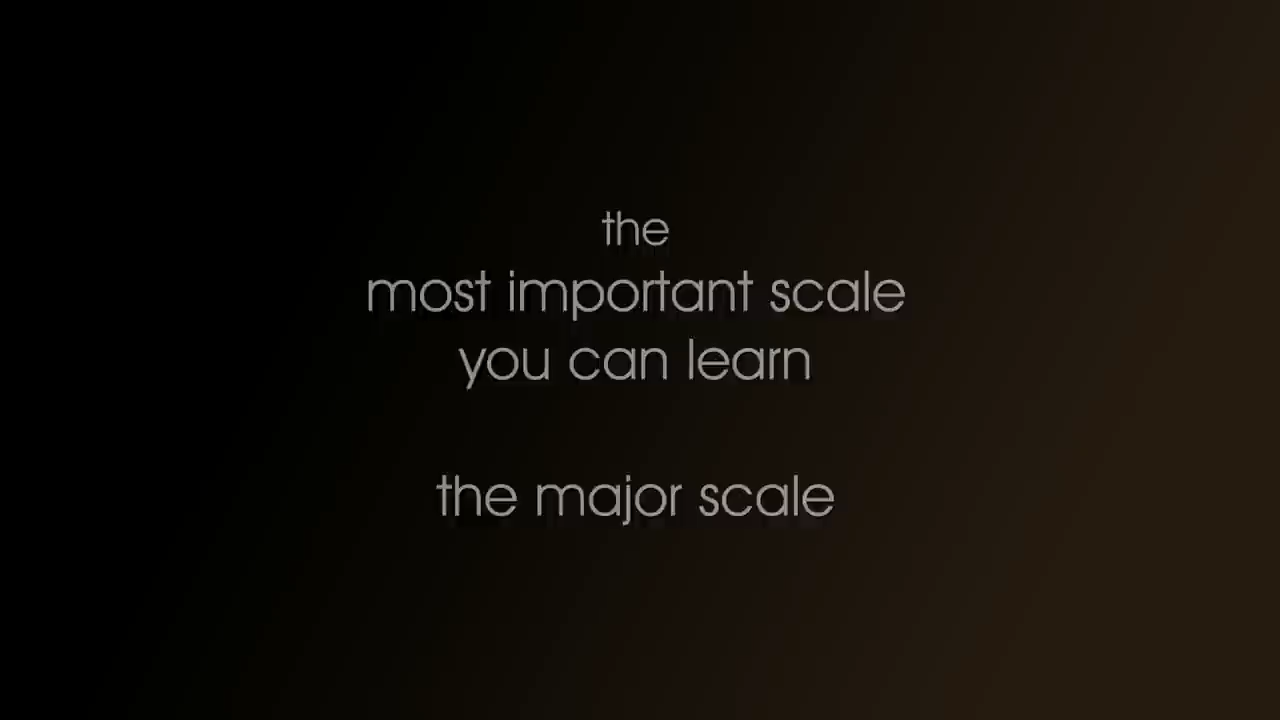 the
most important scale
you can learn
the major scale